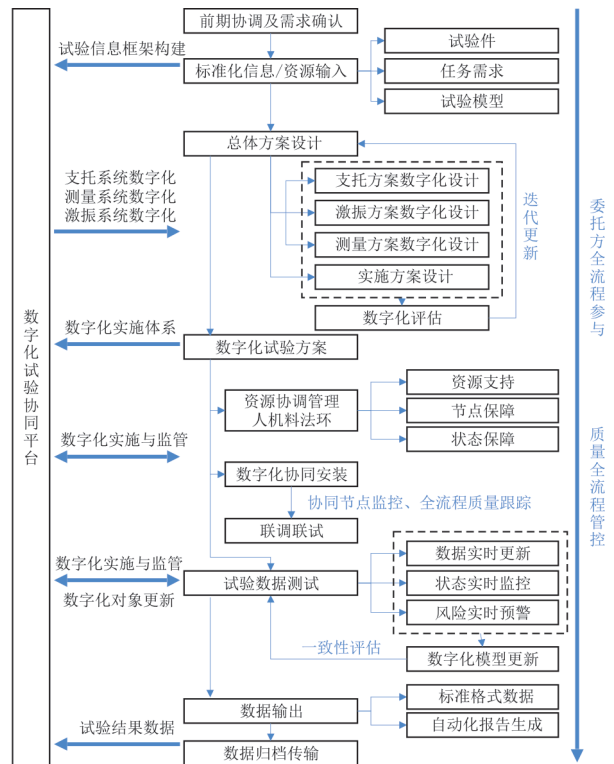 前期协调及需求确认
试验信息框架构建
标准化信息/资源输入
试验件
任务需求
试验模型
总体方案设计
支托系统数字化
测量系统数字化
激振系统数字化
支托方案数字化设计
激振方案数字化设计
测量方案数字化设计
实施方案设计
迭代更新
数字化评估
数字化实施体系
数字化试验方案
数字化试验协同平台
委托方全流程参与
资源协调管理
人机料法环
资源支持
节点保障
状态保障
数字化实施与监管
数字化协同安装
协同节点监控、全流程质量跟踪
联调联试
质量全流程管控
数字化实施与监管
数字化对象更新
试验数据测试
数据实时更新
状态实时监控
风险实时预警
一致性评估
数字化模型更新
数据输出
标准格式数据
自动化报告生成
试验结果数据
数据归档传输